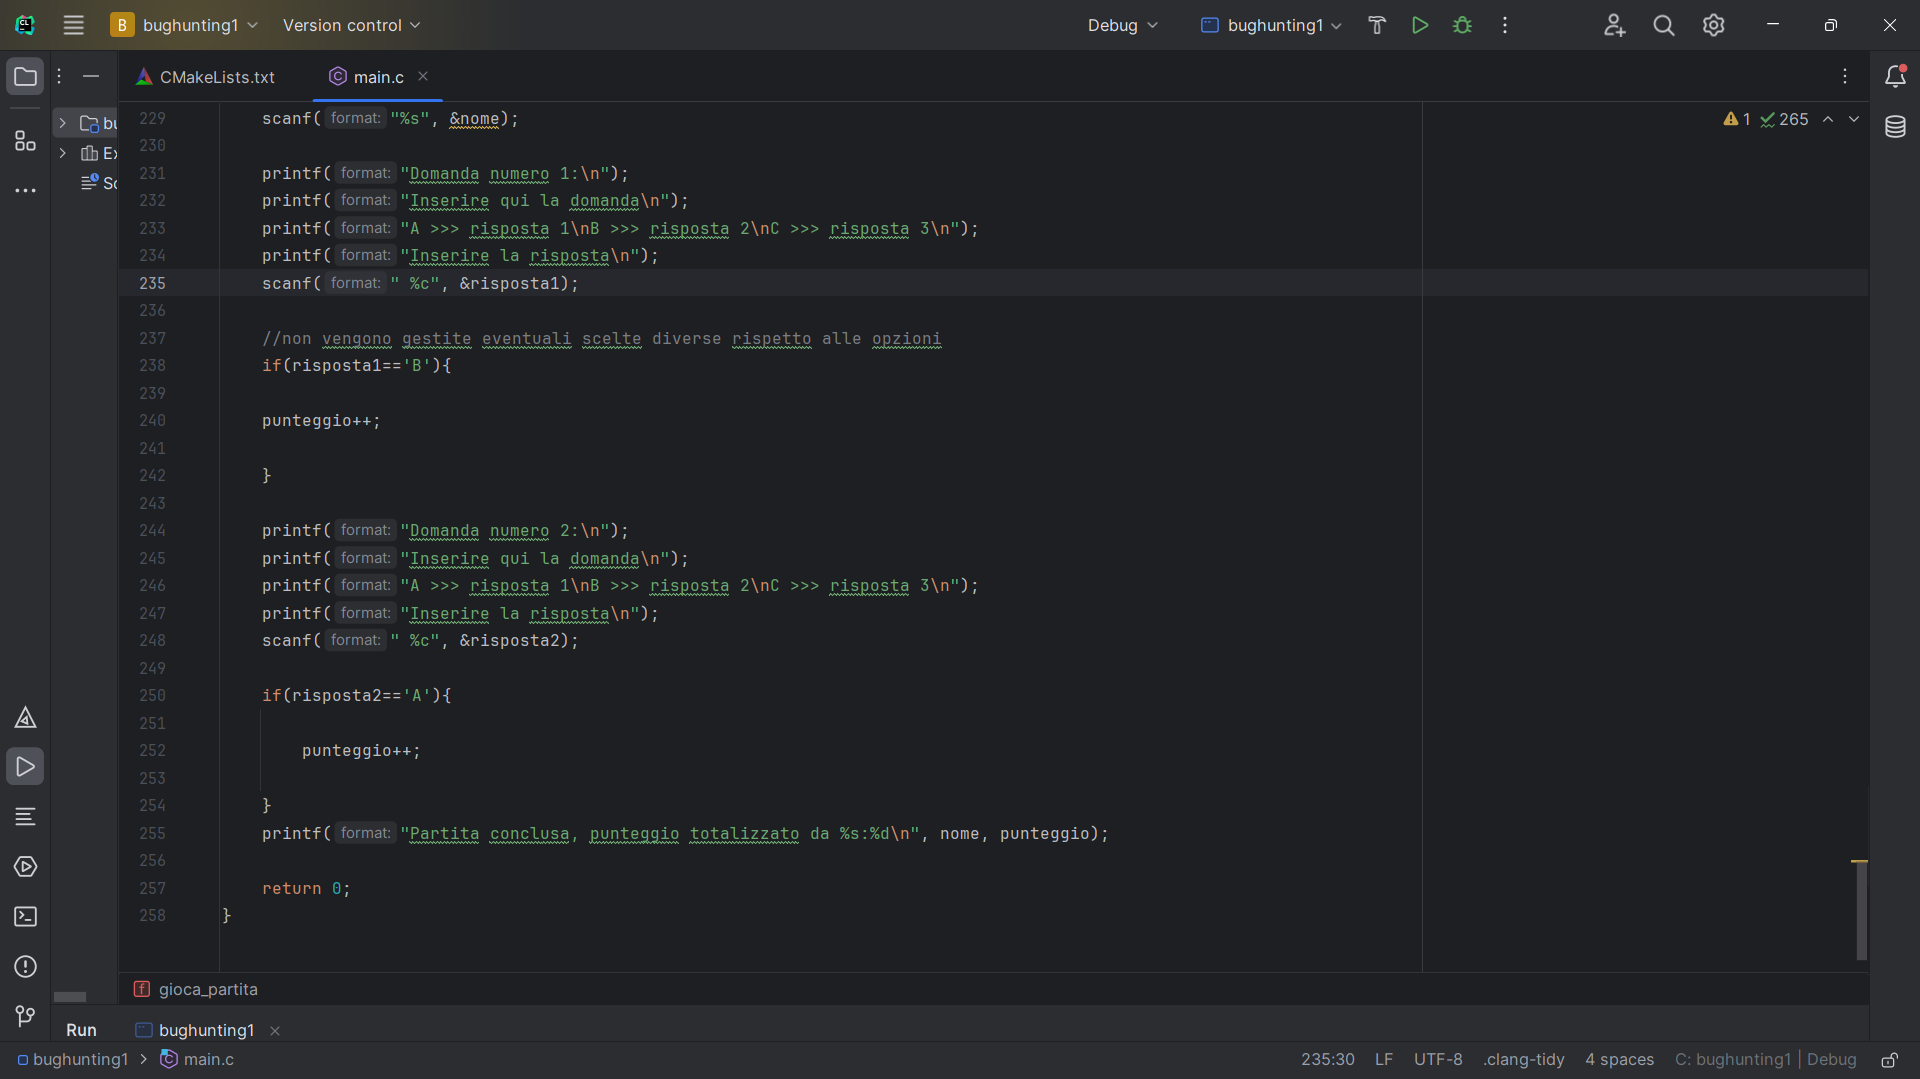 CL B bughunting1 Version control Debug bughunting1
CMakeLists.txt C main.c
bu
Ex
Sc
1 265
229 scanf( format: "%s", &nome);
230
231 printf( format: "Domanda numero 1:\n");
232 printf( format: "Inserire qui la domanda\n");
233 printf( format: "A >>> risposta 1\nB >>> risposta 2\nC >>> risposta 3\n");
234 printf( format: "Inserire la risposta\n");
235 scanf( format: " %c", &risposta1);
236
237 //non vengono gestite eventuali scelte diverse rispetto alle opzioni
238 if(risposta1=='B'){
239
240 punteggio++;
241
242 }
243
244 printf( format: "Domanda numero 2:\n");
245 printf( format: "Inserire qui la domanda\n");
246 printf( format: "A >>> risposta 1\nB >>> risposta 2\nC >>> risposta 3\n");
247 printf( format: "Inserire la risposta\n");
248 scanf( format: " %c", &risposta2);
249
250 if(risposta2=='A'){
251
252 punteggio++;
253
254 }
255 printf( format: "Partita conclusa, punteggio totalizzato da %s:%d\n", nome, punteggio);
256
257 return 0;
258 }
f gioca_partita
Run bughunting1
bughunting1 > C main.c 235:30 LF UTF-8 .clang-tidy 4 spaces C: bughunting1 | Debug